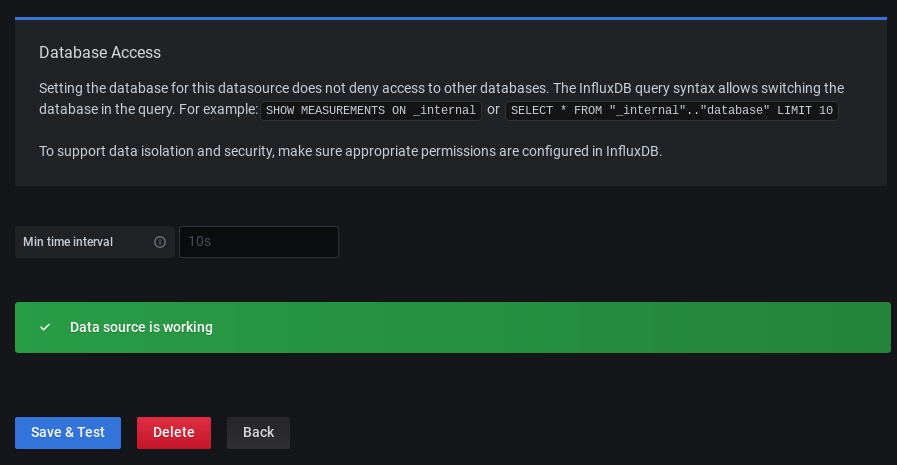 Database Access
Setting the database for this datasource does not deny access to other databases. The InfluxDB query syntax allows switching the
database in the query. For example: SHOW MEASUREMENTS ON _internal or SELECT * FROM "_internal".."database" LIMIT 10
To support data isolation and security, make sure appropriate permissions are configured in InfluxDB.
Min time interval 10s
Data source is working
Save & Test Delete Back